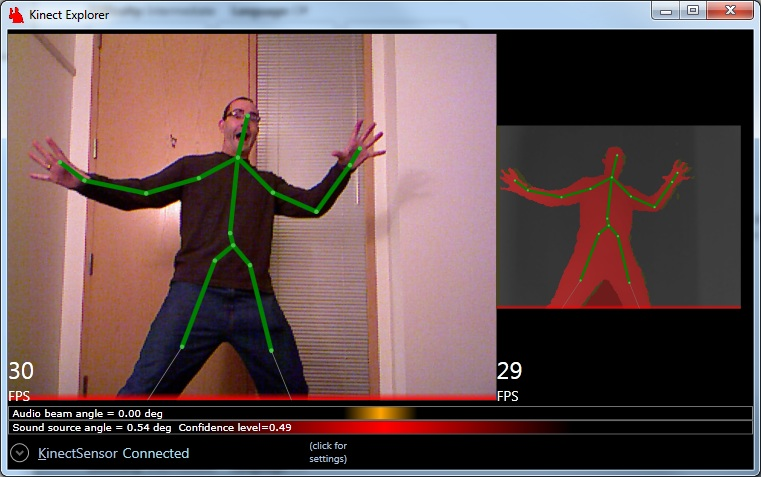 Kinect Explorer
30
FPS
29
FPS
Audio beam angle = 0.00 deg
Sound source angle = 0.54 deg Confidence level=0.49
KinectSensor Connected
(click for
settings)